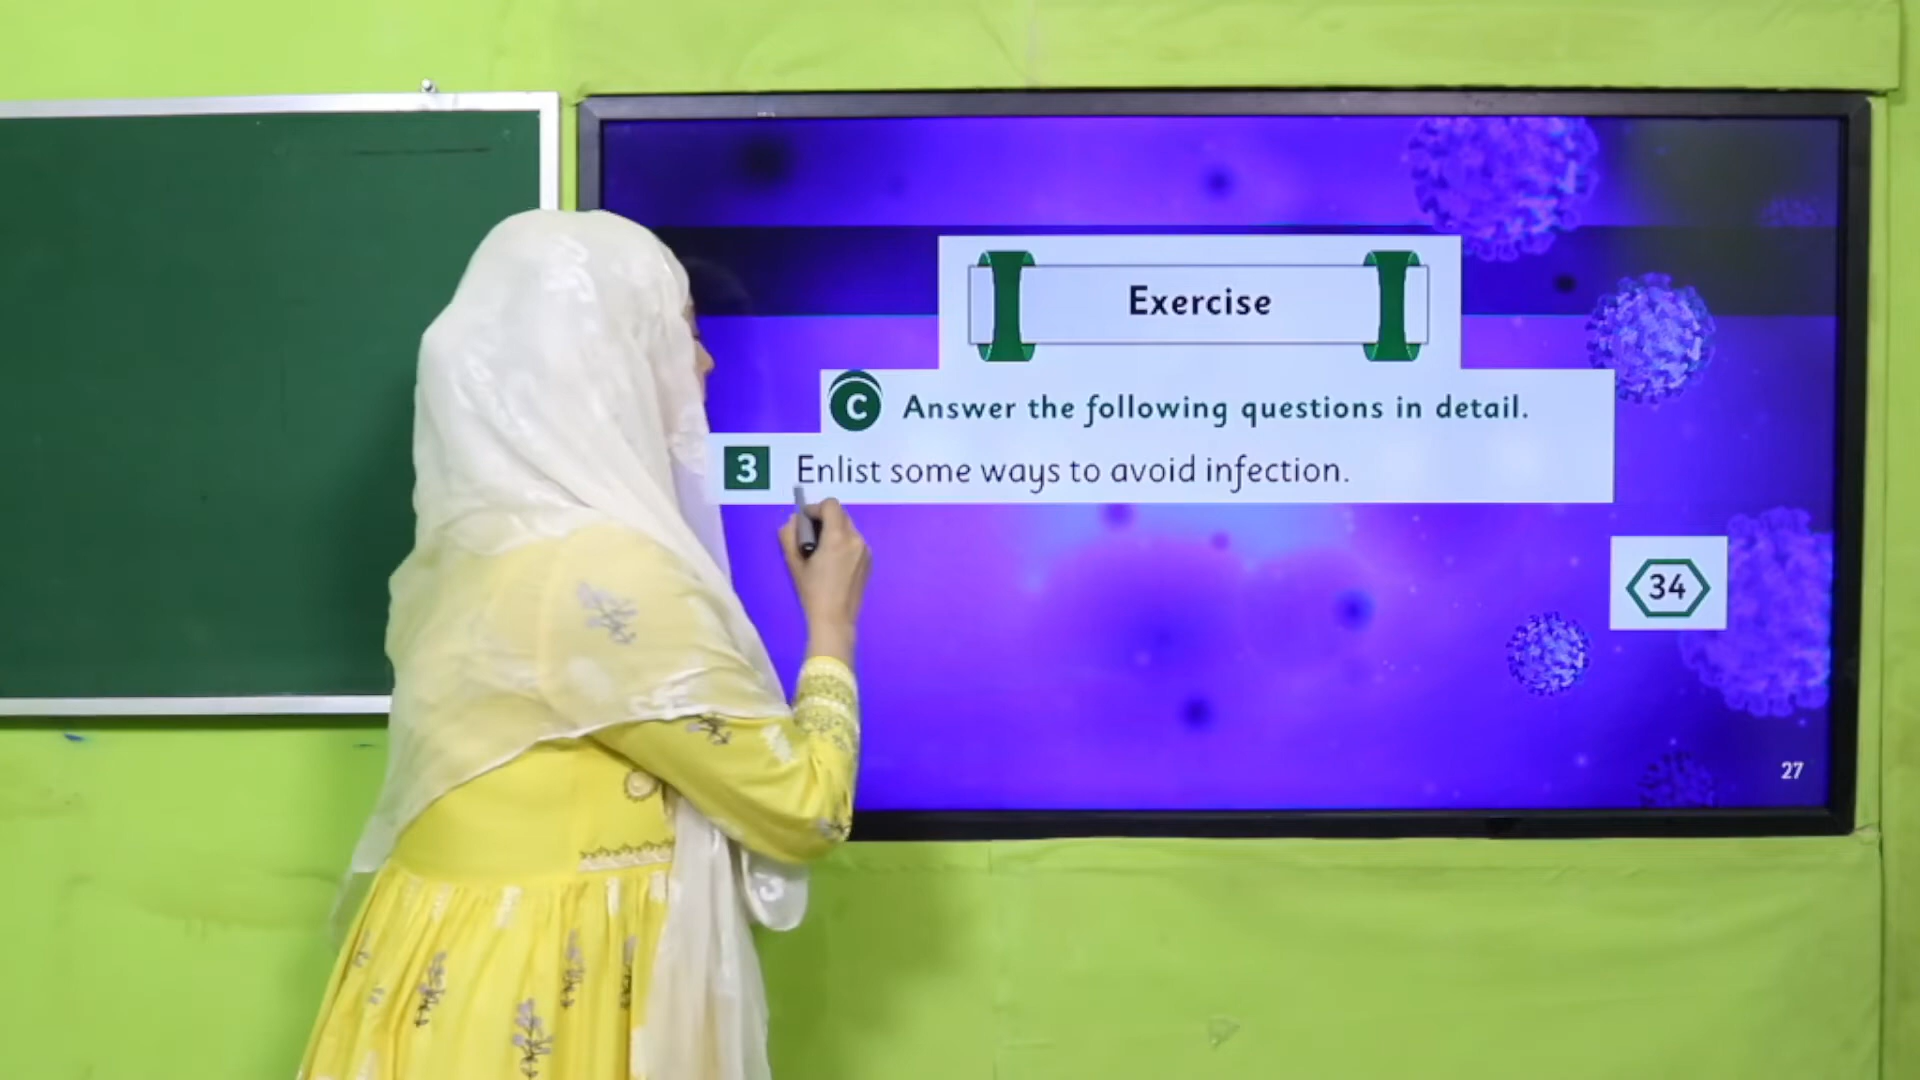 Exercise
C Answer the following questions in detail.
3 Enlist some ways to avoid infection.
34
27